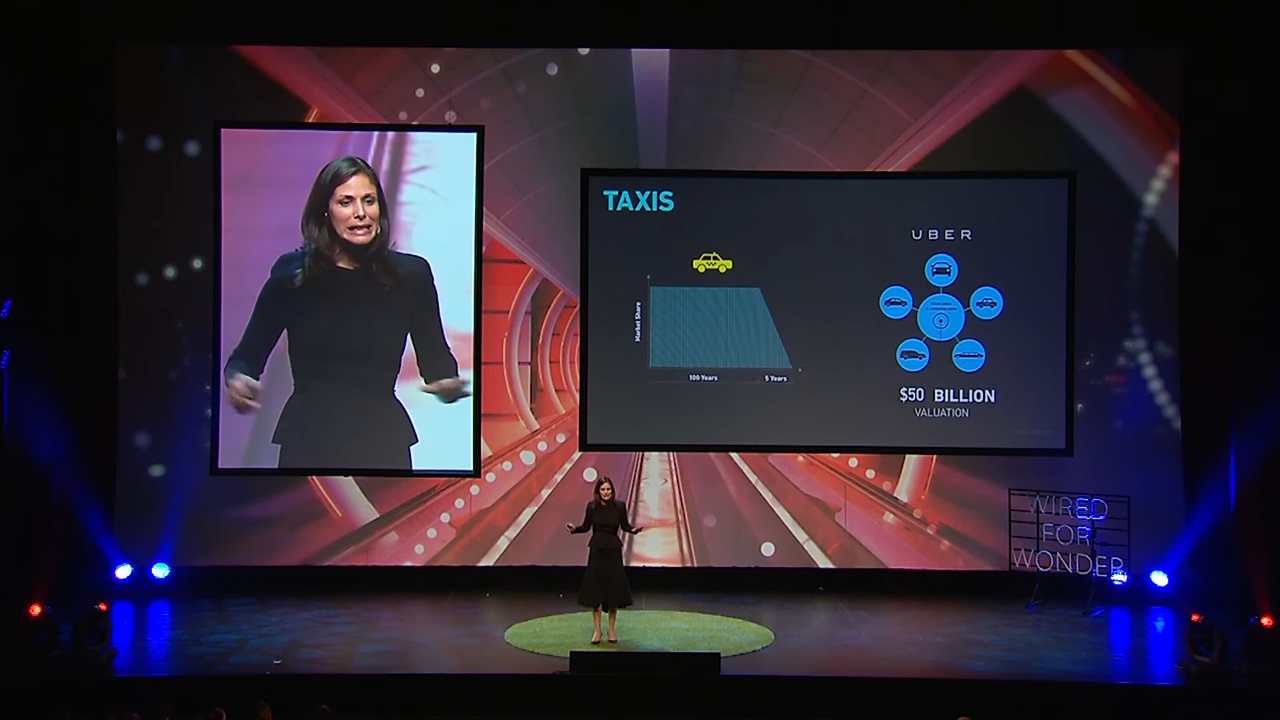 TAXIS
UBER
Market Share
100 Years
5 Years
$50 BILLION
VALUATION
WIRED
FOR
WONDER